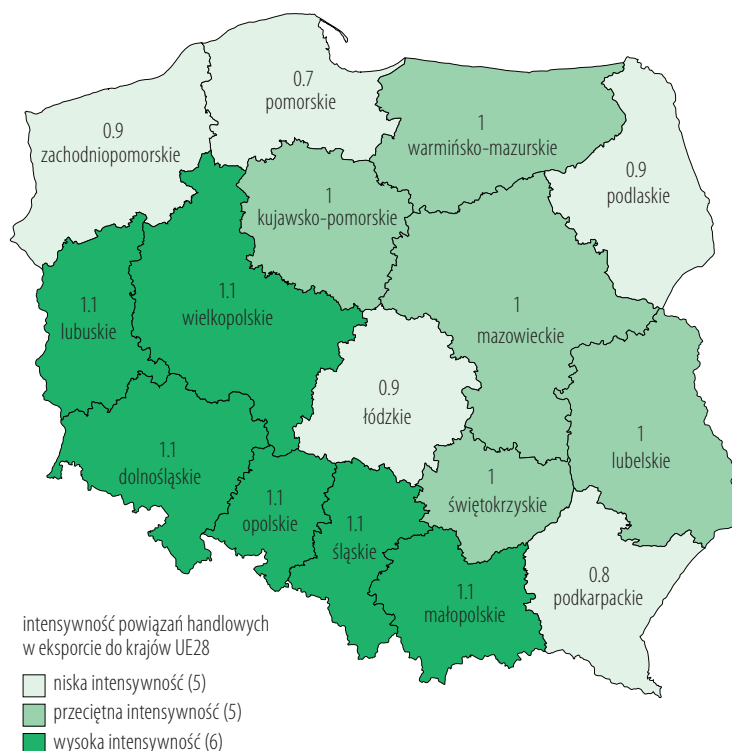 0.7
pomorskie
0.9
zachodniopomorskie
1
warmińsko-mazurskie
0.9
podlaskie
1
kujawsko-pomorskie
1.1
lubuskie
1.1
wielkopolskie
1
mazowieckie
0.9
łódzkie
1.1
dolnośląskie
1
lubelskie
1
świętokrzyskie
1.1
opolskie
1.1
śląskie
1.1
małopolskie
0.8
podkarpackie
intensywność powiązań handlowych
w eksporcie do krajów UE28
niska intensywność (5)
przeciętna intensywność (5)
wysoka intensywność (6)